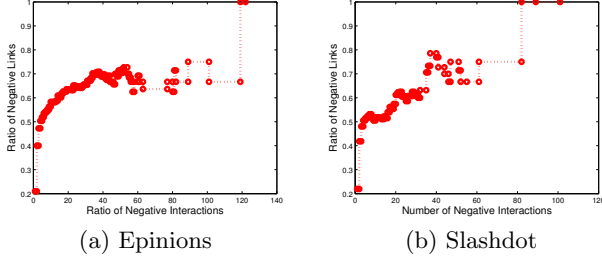 1
0.9
0.8
0.7
0.6
0.5
0.4
0.3
0.2
Ratio of Negative Links
0 20 40 60 80 100 120 140
Ratio of Negative Interactions
(a) Epinions
1
0.9
0.8
0.7
0.6
0.5
0.4
0.3
0.2
Ratio of Negative Links
0 20 40 60 80 100 120 140
Number of Negative Interactions
(b) Slashdot